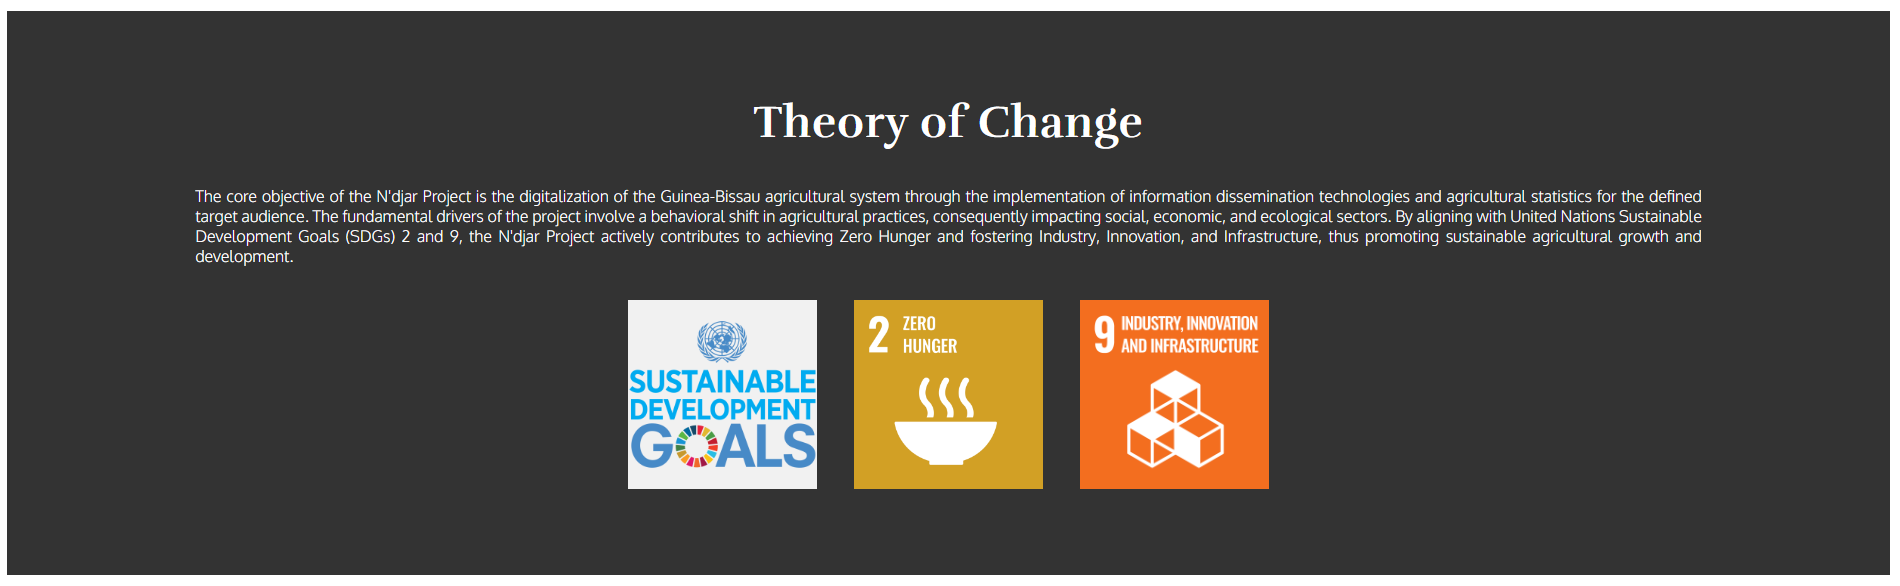 Theory of Change
The core objective of the N'djar Project is the digitalization of the Guinea-Bissau agricultural system through the implementation of information dissemination technologies and agricultural statistics for the defined
target audience. The fundamental drivers of the project involve a behavioral shift in agricultural practices, consequently impacting social, economic, and ecological sectors. By aligning with United Nations Sustainable
Development Goals (SDGs) 2 and 9, the N'djar Project actively contributes to achieving Zero Hunger and fostering Industry, Innovation, and Infrastructure, thus promoting sustainable agricultural growth and
development.
SUSTAINABLE
DEVELOPMENT
GOALS
2 ZERO
HUNGER
9 INDUSTRY, INNOVATION
AND INFRASTRUCTURE